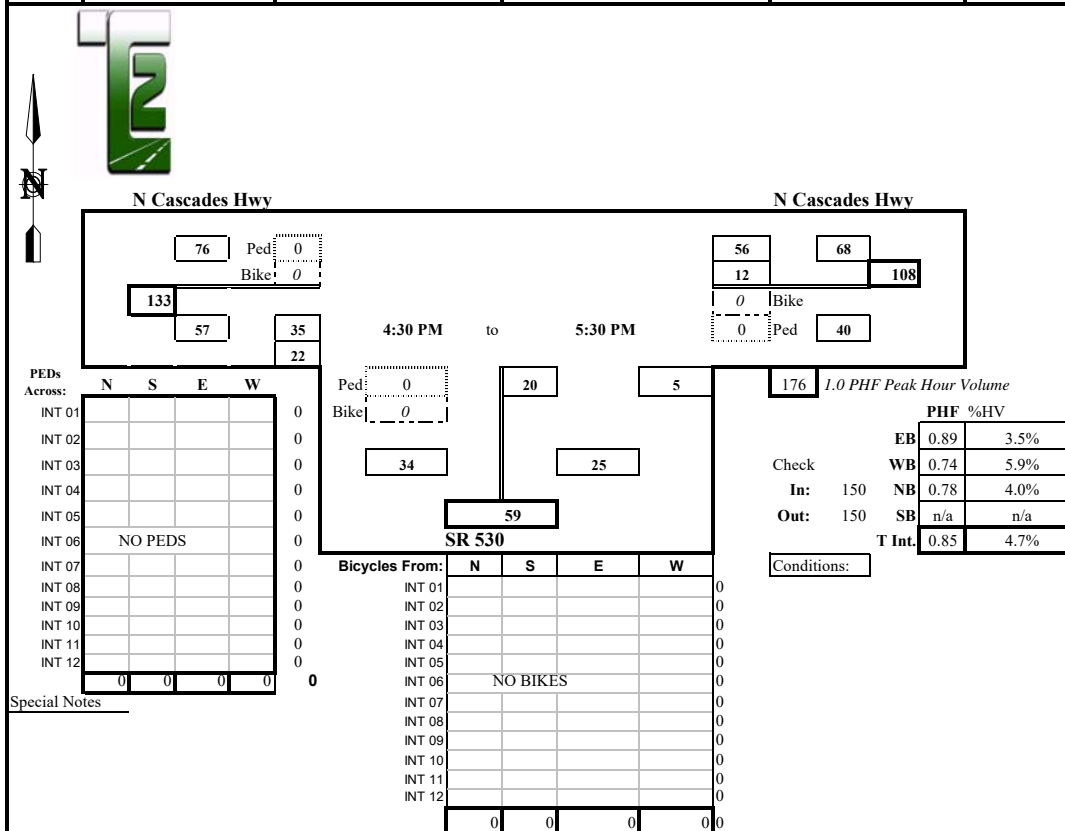 T2
N
N Cascades Hwy N Cascades Hwy
76 Ped 0 56 68
Bike 0 12 108
133 0 Bike
57 35 4:30 PM to 5:30 PM 0 Ped 40
22
PEDs Across: N S E W Ped 0 20 5 176 1.0 PHF Peak Hour Volume
INT 01 0 Bike 0 PHF %HV
INT 02 0 EB 0.89 3.5%
INT 03 0 34 25 Check WB 0.74 5.9%
INT 04 0 In: 150 NB 0.78 4.0%
INT 05 0 59 Out: 150 SB n/a n/a
INT 06 NO PEDS 0 SR 530 T Int. 0.85 4.7%
INT 07 0 Bicycles From: N S E W Conditions:
INT 08 0 INT 01 0
INT 09 0 INT 02 0
INT 10 0 INT 03 0
INT 11 0 INT 04 0
INT 12 0 INT 05 0
0 0 0 0 0 INT 06 NO BIKES 0
Special Notes INT 07 0
INT 08 0
INT 09 0
INT 10 0
INT 11 0
INT 12 0
0 0 0 0 0